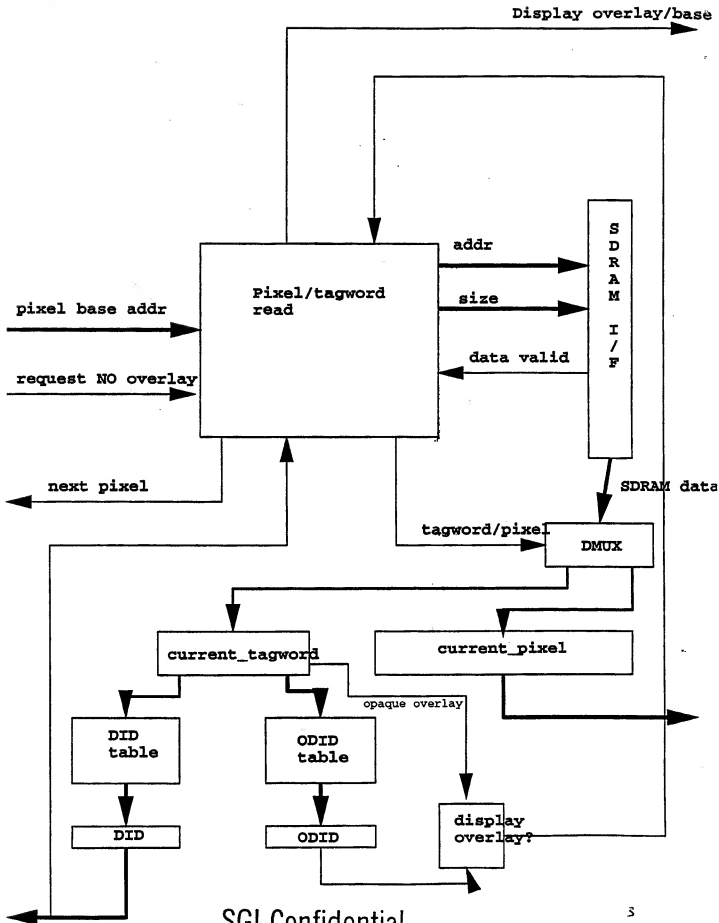 Display overlay/base
addr
S
D
R
A
M
I
/
F
Pixel/tagword
read
size
pixel base addr
data valid
request NO overlay
next pixel
SDRAM data
tagword/pixel
DMUX
current_tagword
current_pixel
opaque overlay
DID
table
ODID
table
display
overlay?
DID
ODID
SGI Confidential
3